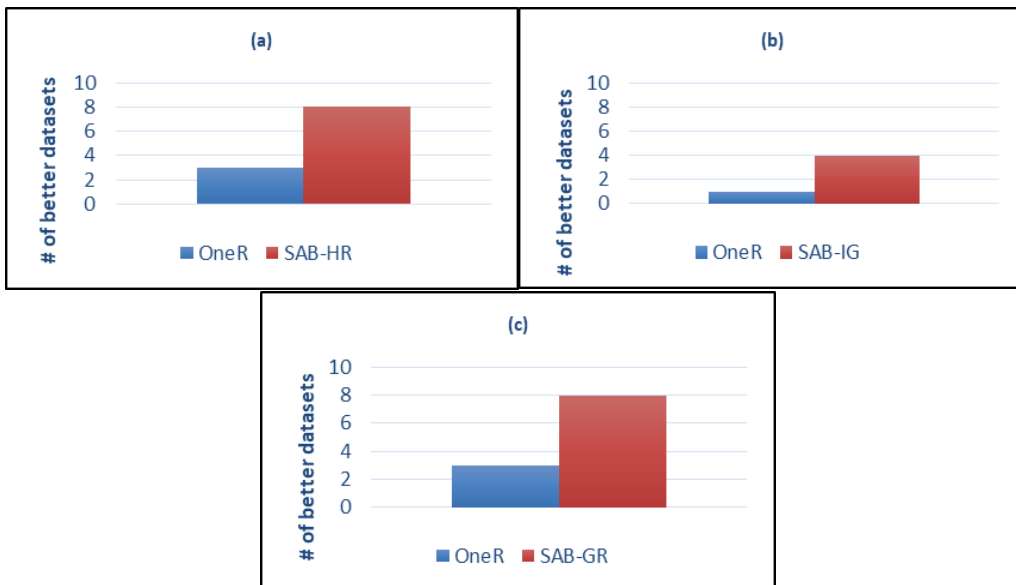 (a)
# of better datasets
10
8
6
4
2
0
OneR SAB-HR
(b)
# of better datasets
10
8
6
4
2
0
OneR SAB-IG
(c)
# of better datasets
10
8
6
4
2
0
OneR SAB-GR